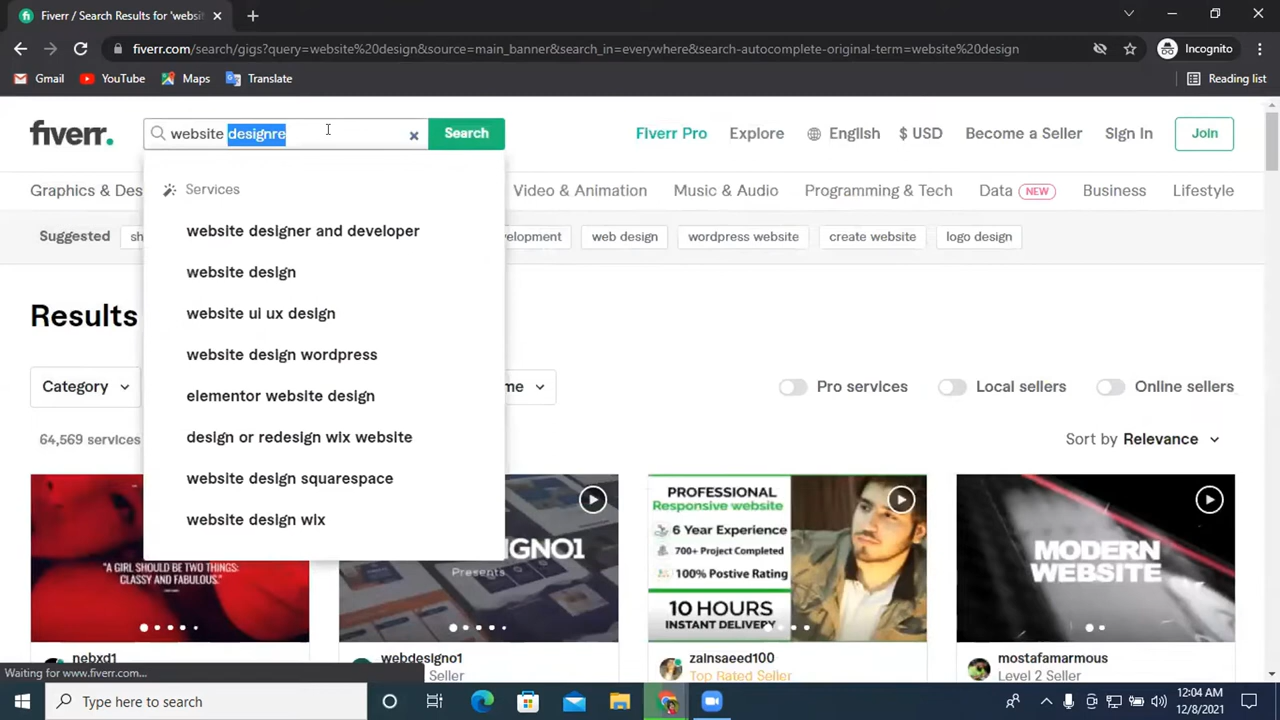 Fiverr / Search Results for 'websi
fiverr.com/search/gigs?query=website%20design&source=main_banner&search_in=everywhere&search-autocomplete-original-term=website%20design
Incognito
Gmail
YouTube
Maps
Translate
Reading list
fiverr.
website designre
Search
Fiverr Pro
Explore
English
$ USD
Become a Seller
Sign In
Join
Services
Graphics & Des
Video & Animation
Music & Audio
Programming & Tech
Data NEW
Business
Lifestyle
website designer and developer
Suggested
sh
velopment
web design
wordpress website
create website
logo design
website design
Results
website ui ux design
website design wordpress
Category
me
Pro services
Local sellers
Online sellers
elementor website design
design or redesign wix website
64,569 services
Sort by Relevance
website design squarespace
website design wix
"A GIRL SHOULD BE TWO THINGS:
CLASSY AND FABULOUS."
SIGNO1
Presents
PROFESSIONAL
Responsive website
6 Year Experience
700+ Project Completed
100% Postive Rating
10 HOURS
INSTANT DELIVERY
MODERN
WEBSITE
nebxd1
webdesigno1
Seller
zainsaeed100
Top Rated Seller
mostafamarmous
Level 2 Seller
Waiting for www.fiverr.com...
Type here to search
12:04 AM
12/8/2021